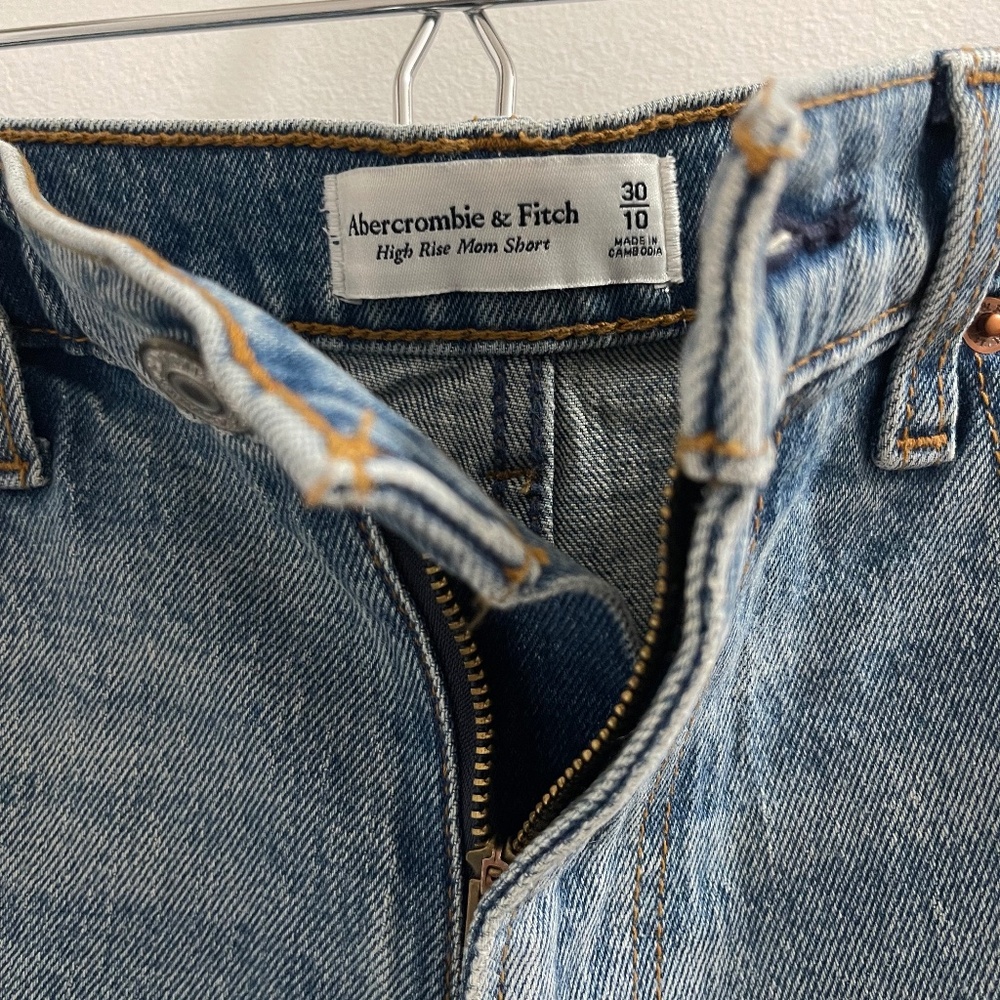 Abercrombie & Fitch
High Rise Mom Short
30
10
MADE IN
CAMBODIA